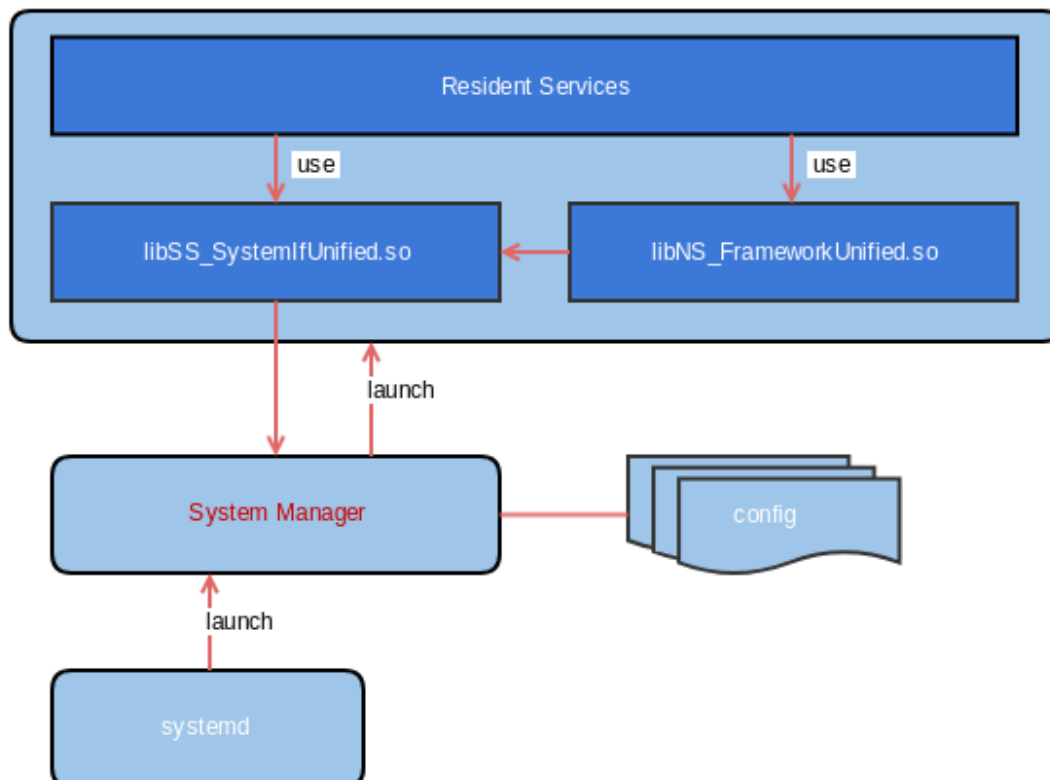 Resident Services
use
use
libSS_SystemIfUnified.so
libNS_FrameworkUnified.so
launch
System Manager
config
launch
systemd